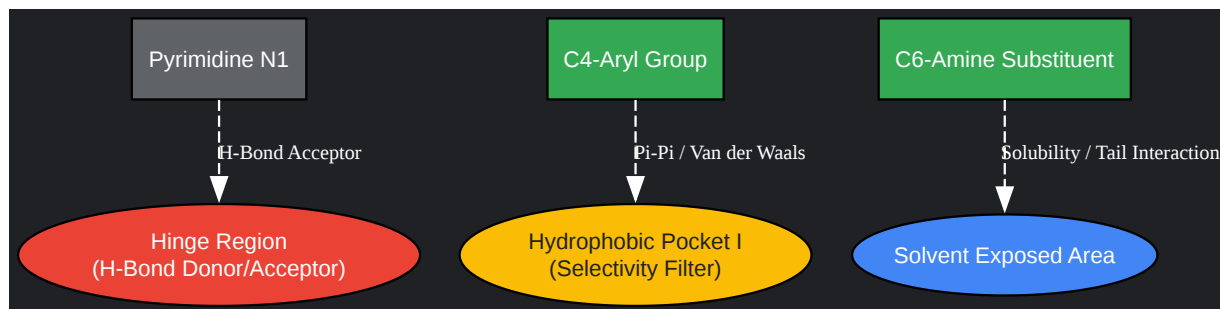 Pyrimidine N1
C4-Aryl Group
C6-Amine Substituent
H-Bond Acceptor
Pi-Pi / Van der Waals
Solubility / Tail Interaction
Hinge Region
(H-Bond Donor/Acceptor)
Hydrophobic Pocket I
(Selectivity Filter)
Solvent Exposed Area